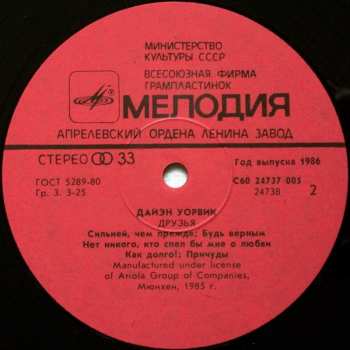 МИНИСТЕРСТВО
КУЛЬТУРЫ СССР
ВСЕСОЮЗНАЯ ФИРМА
ГРАМПЛАСТИНОК
МЕЛОДИЯ
АПРЕЛЕВСКИЙ ОРДЕНА ЛЕНИНА ЗАВОД
СТЕРЕО 33
Год выпуска 1986
ГОСТ 5289-80
Гр. 3. 3-25
С60 24737 005
24738
2
ДАЙЭН УОРВИК
ДРУЗЬЯ
Сильней, чем прежде; Будь верным
Нет никого, кто спел бы мне о любви
Как долго!; Причуды
Manufactured under license
of Ariola Group of Companies,
Мюнхен, 1985 г.